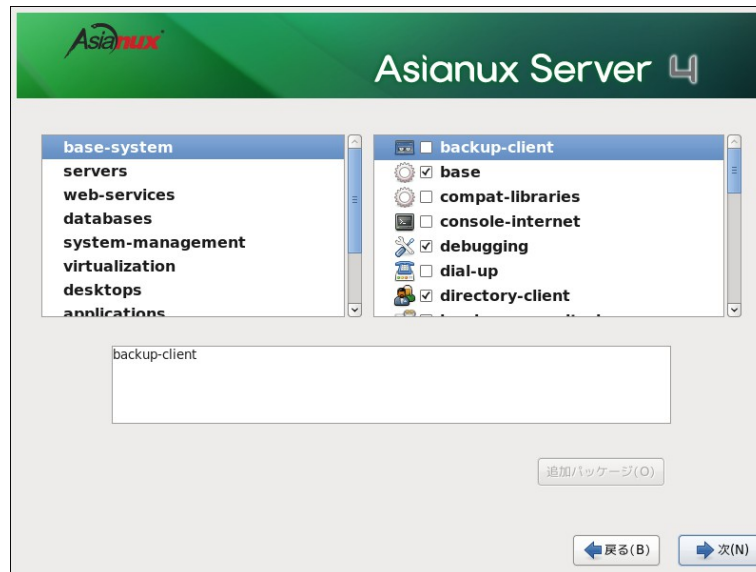 Asianux
Asianux Server 4
base-system
servers
web-services
databases
system-management
virtualization
desktops
applications
backup-client
base
compat-libraries
console-internet
debugging
dial-up
directory-client
backup-client
追加パッケージ(O)
戻る(B)
次(N)